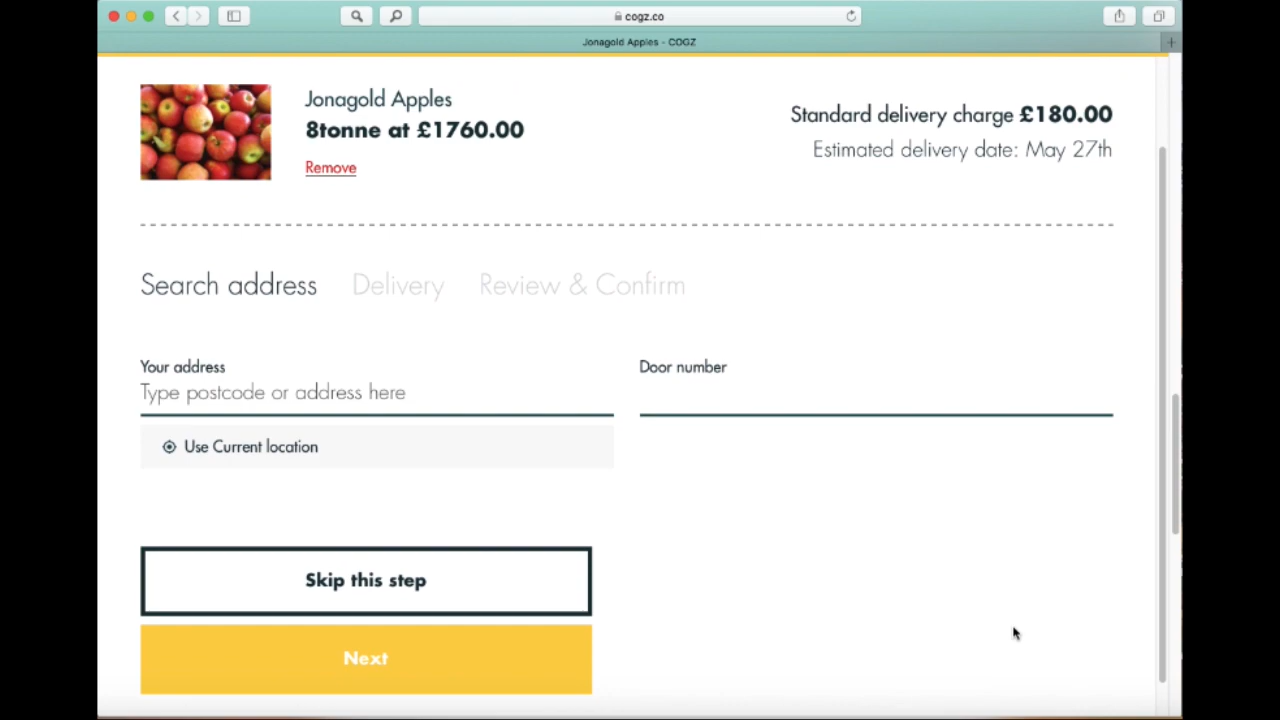 cogz.co
Jonagold Apples - COGZ
Jonagold Apples
8tonne at £1760.00
Remove
Standard delivery charge £180.00
Estimated delivery date: May 27th
Search address Delivery Review & Confirm
Your address
Type postcode or address here
Door number
Use Current location
Skip this step
Next